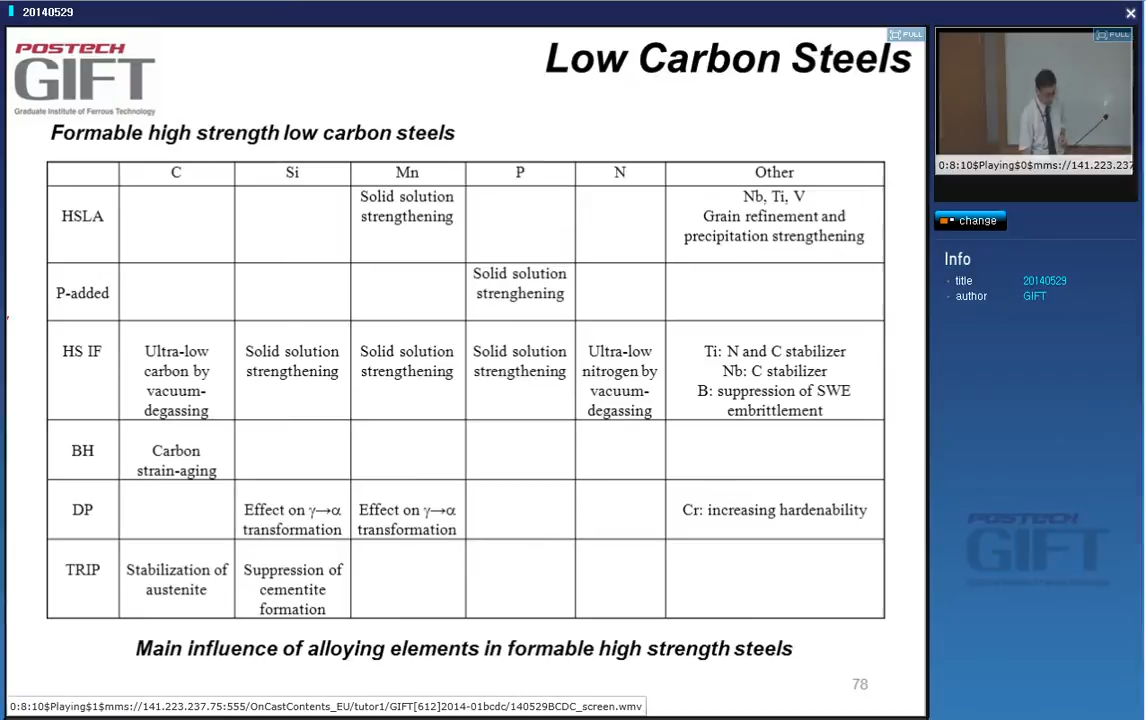 20140529
POSTECH
GIFT
Graduate Institute of Ferrous Technology
FULL
Low Carbon Steels
Formable high strength low carbon steels
C Si Mn P N Other
HSLA
Solid solution
strengthening
Nb, Ti, V
Grain refinement and
precipitation strengthening
P-added
Solid solution
strenghening
HS IF
Ultra-low
carbon by
vacuum-
degassing
Solid solution
strengthening
Solid solution
strengthening
Solid solution
strengthening
Ultra-low
nitrogen by
vacuum-
degassing
Ti: N and C stabilizer
Nb: C stabilizer
B: suppression of SWE
embrittlement
BH
Carbon
strain-aging
DP
Effect on γ→α
transformation
Effect on γ→α
transformation
Cr: increasing hardenability
TRIP
Stabilization of
austenite
Suppression of
cementite
formation
Main influence of alloying elements in formable high strength steels
78
0:8:10$Playing$1$mms://141.223.237.75:555/OnCastContents_EU/tutor1/GIFT[612]2014-01bcdc/140529BCDC_screen.wmv
FULL
0:8:10$Playing$0$mms://141.223.237
change
Info
title 20140529
author GIFT
POSTECH
GIFT